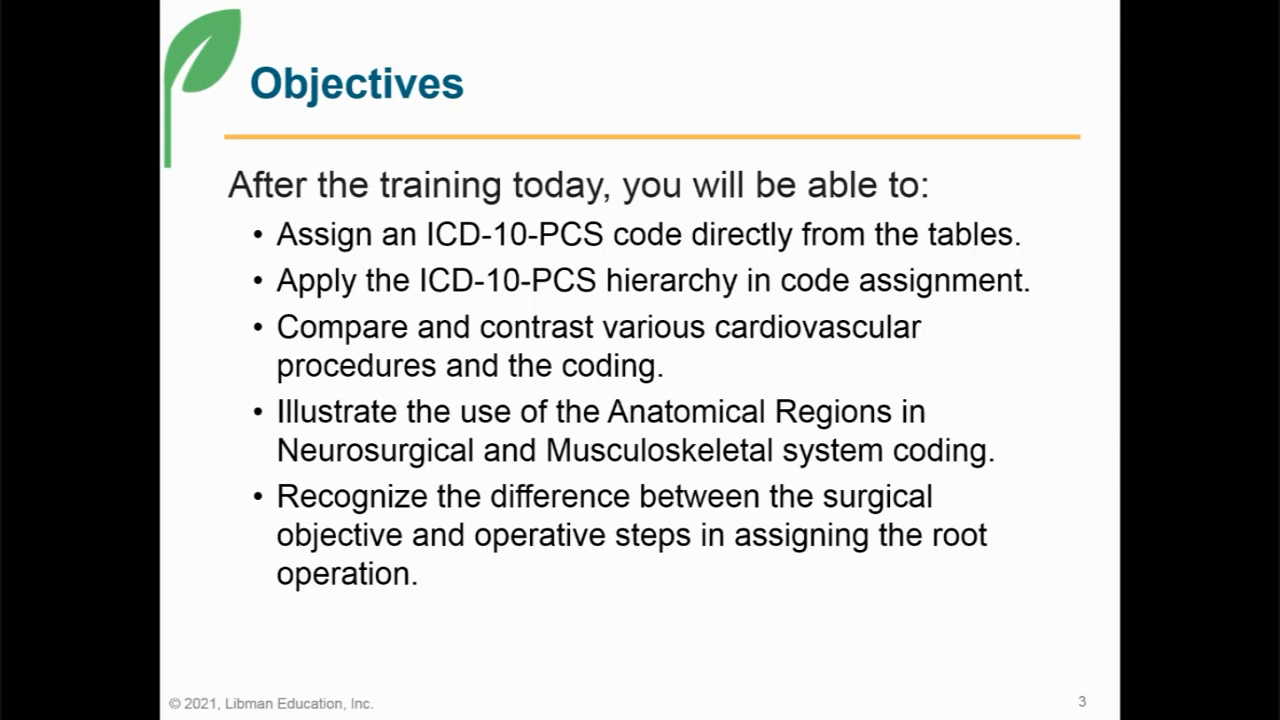 Objectives
After the training today, you will be able to:
• Assign an ICD-10-PCS code directly from the tables.
• Apply the ICD-10-PCS hierarchy in code assignment.
• Compare and contrast various cardiovascular
procedures and the coding.
• Illustrate the use of the Anatomical Regions in
Neurosurgical and Musculoskeletal system coding.
• Recognize the difference between the surgical
objective and operative steps in assigning the root
operation.
© 2021, Libman Education, Inc.
3